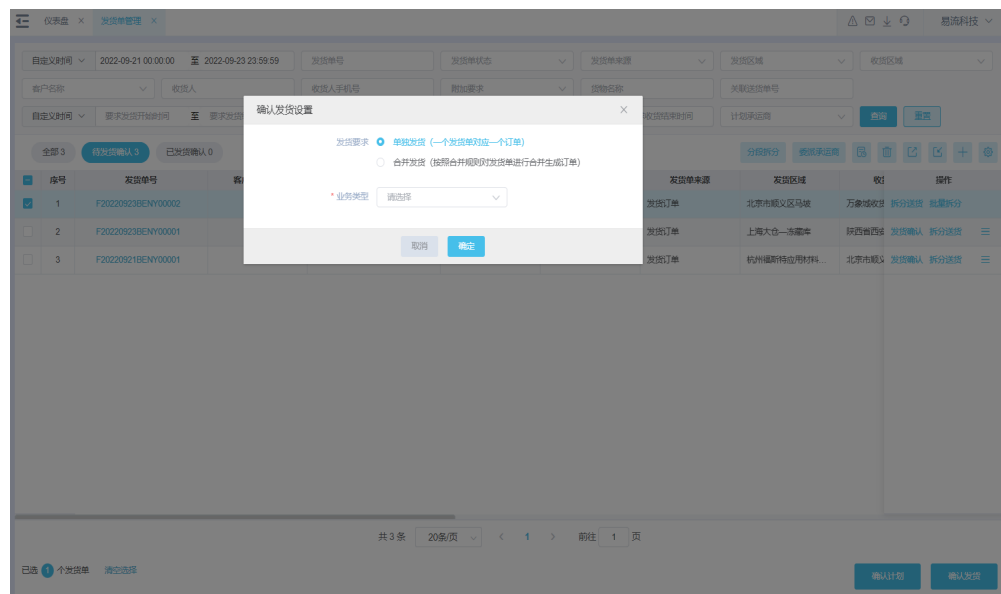 仪表盘 × 发货单管理 × 易流科技
自定义时间 2022-09-21 00:00:00 至 2022-09-23 23:59:59 发货单号 发货单状态 发货单来源 发货区域 收货区域
客户名称 收货人 收货人手机号 附加要求 货物名称 关联送货单号
自定义时间 要求发货开始时间 至 要求发货 收货结束时间 计划承运商 查询 重置
确认发货设置 ×
发货要求 单独发货（一个发货单对应一个订单）
合并发货（按照合并规则对发货单进行合并生成订单）
* 业务类型 请选择
取消 确定
全部 3 待发货确认 3 已发货确认 0 分段拆分 委派承运商
序号 发货单号 客 发货单来源 发货区域 收 操作
1 F20220923BENY00002 发货订单 北京市顺义区马坡 万象城收货 拆分送货 批量拆分
2 F20220923BENY00001 发货订单 上海大仓—冻藏库 陕西省西安 发货确认 拆分送货
3 F20220921BENY00001 发货订单 杭州福斯特应用材料... 北京市顺义 发货确认 拆分送货
共 3 条 20条/页 < 1 > 前往 1 页
已选 1 个发货单 清空选择 确认计划 确认发货